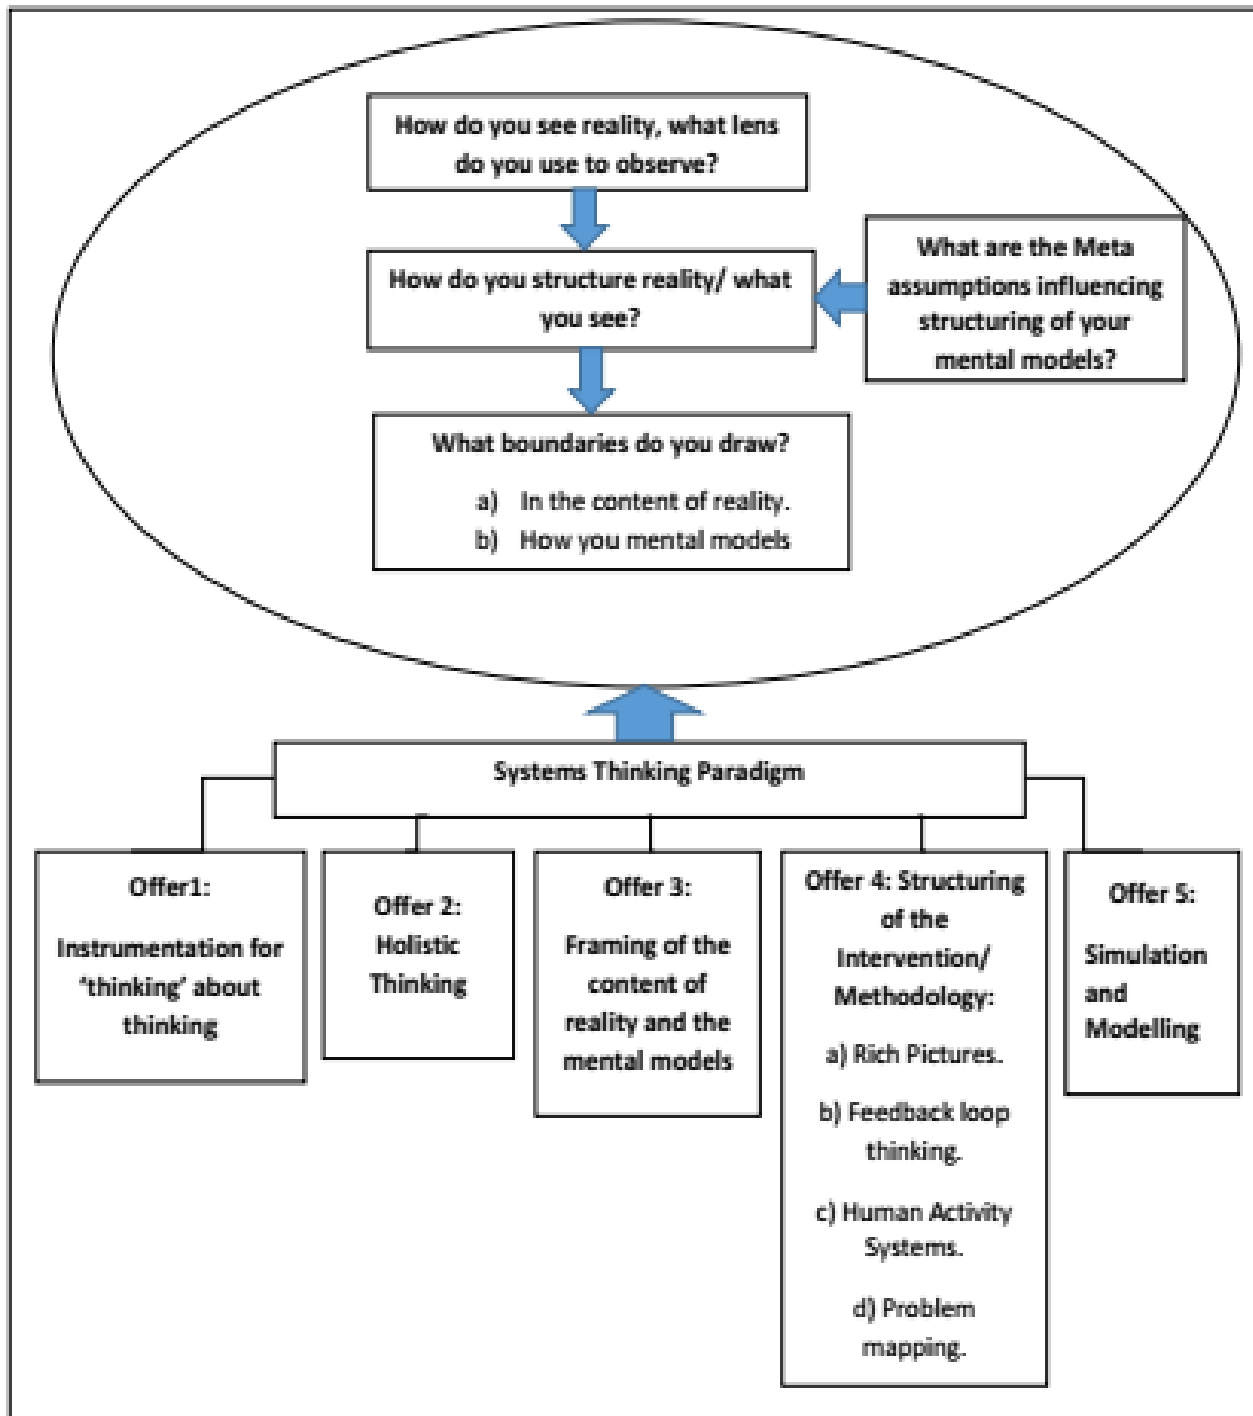 How do you see reality, what lens
do you use to observe?
How do you structure reality/ what
you see?
What are the Meta
assumptions influencing
structuring of your
mental models?
What boundaries do you draw?
a) In the content of reality.
b) How you mental models
Systems Thinking Paradigm
Offer1:
Instrumentation for
‘thinking’ about
thinking
Offer 2:
Holistic
Thinking
Offer 3:
Framing of the
content of
reality and the
mental models
Offer 4: Structuring
of the
Intervention/
Methodology:
a) Rich Pictures.
b) Feedback loop
thinking.
c) Human Activity
Systems.
d) Problem
mapping.
Offer 5:
Simulation
and
Modelling